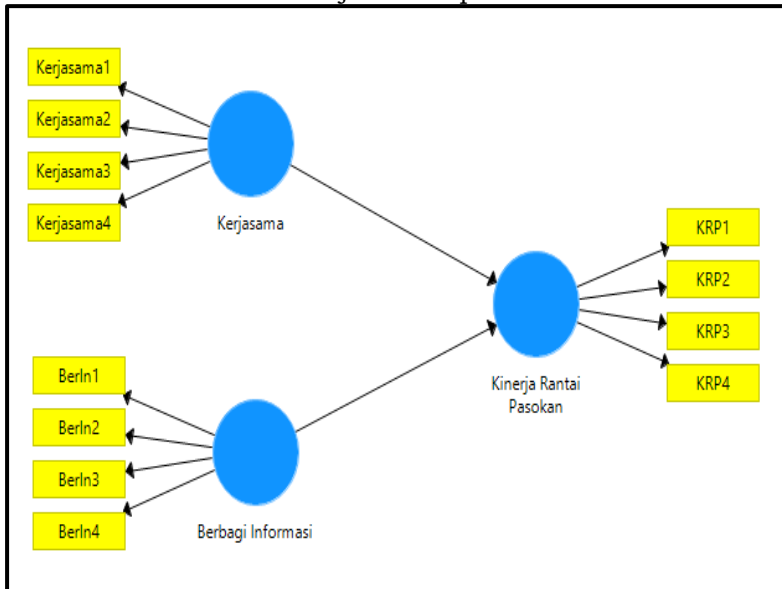 Kerjasama1
Kerjasama2
Kerjasama3
Kerjasama4
Kerjasama
KRP1
KRP2
KRP3
KRP4
Kinerja Rantai
Pasokan
BerIn1
BerIn2
BerIn3
BerIn4
Berbagi Informasi